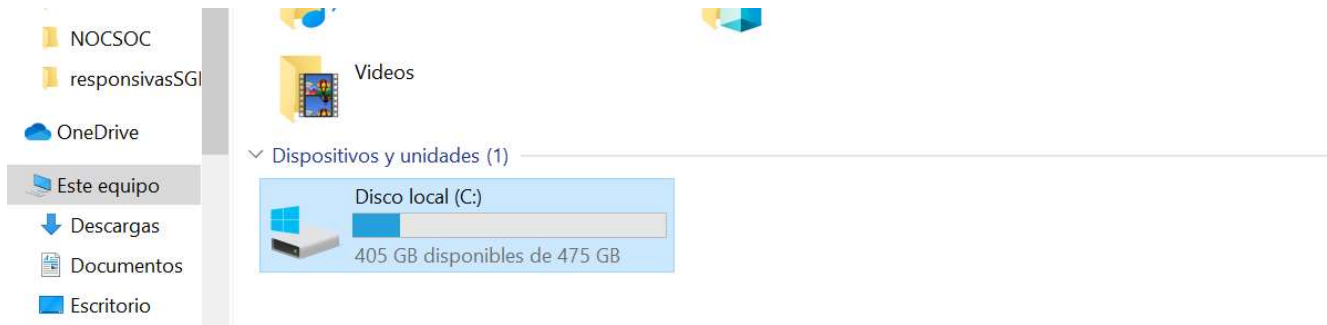 NOCSOC
responsivasSGI
OneDrive
Este equipo
Descargas
Documentos
Escritorio
Videos
Dispositivos y unidades (1)
Disco local (C:)
405 GB disponibles de 475 GB